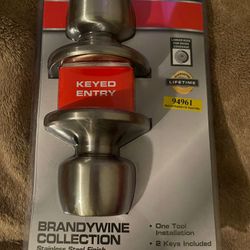 KEYED
ENTRY
LIFETIME
94961
BRANDYWINE
COLLECTION
Stainless Steel Finish
• One Tool
Installation
• 2 Keys Included